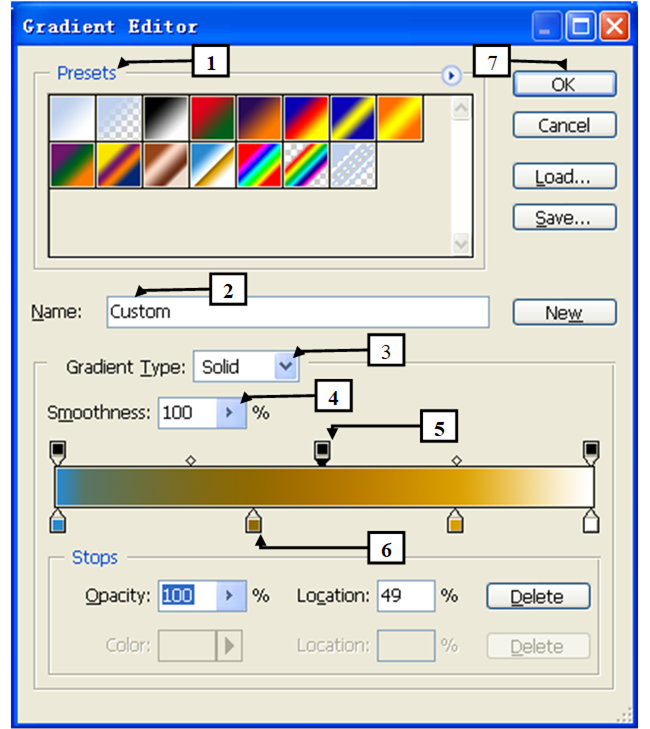 Gradient Editor
1
7
Presets
OK
Cancel
Load...
Save...
2
Name: Custom
New
3
Gradient Type: Solid
4
Smoothness: 100 %
5
6
Stops
Opacity: 100 % Location: 49 % Delete
Color: Location: % Delete